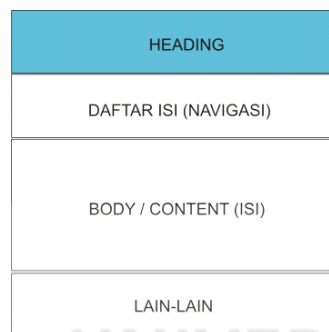 HEADING
DAFTAR ISI (NAVIGASI)
BODY / CONTENT (ISI)
LAIN-LAIN